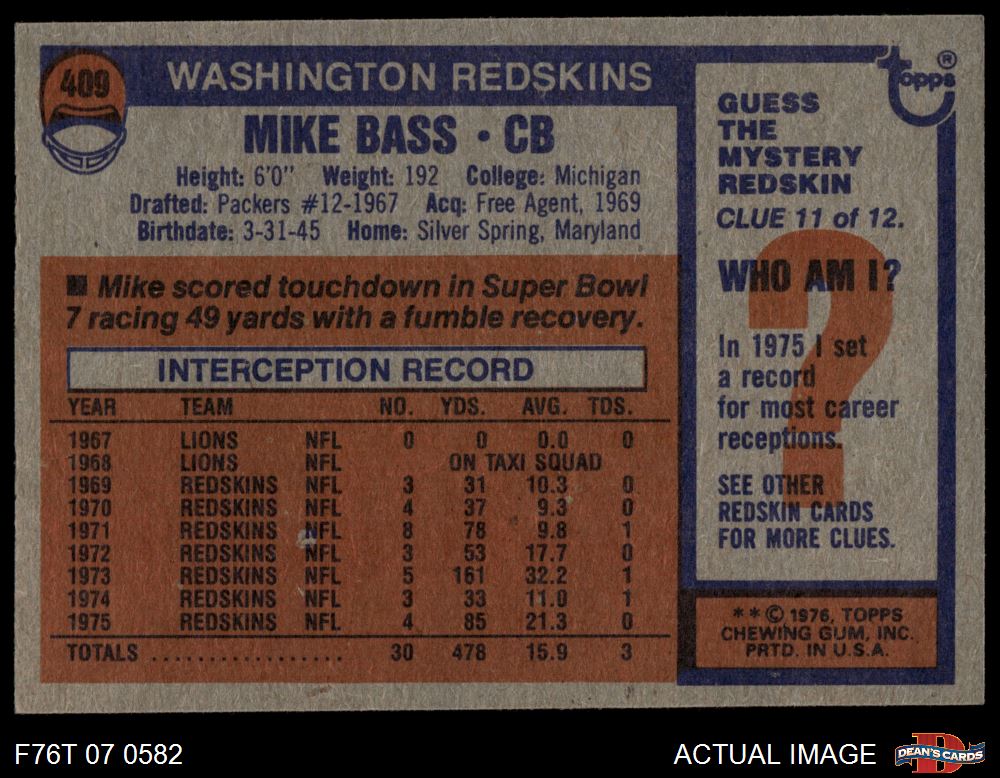 409
WASHINGTON REDSKINS
MIKE BASS • CB
Height: 6'0" Weight: 192 College: Michigan
Drafted: Packers #12-1967 Acq: Free Agent, 1969
Birthdate: 3-31-45 Home: Silver Spring, Maryland
■ Mike scored touchdown in Super Bowl
7 racing 49 yards with a fumble recovery.
INTERCEPTION RECORD
YEAR TEAM NO. YDS. AVG. TDS.
1967 LIONS NFL 0 0 0.0 0
1968 LIONS NFL ON TAXI SQUAD
1969 REDSKINS NFL 3 31 10.3 0
1970 REDSKINS NFL 4 37 9.3 0
1971 REDSKINS NFL 8 78 9.8 1
1972 REDSKINS NFL 3 53 17.7 0
1973 REDSKINS NFL 5 161 32.2 1
1974 REDSKINS NFL 3 33 11.0 1
1975 REDSKINS NFL 4 85 21.3 0
TOTALS .................. 30 478 15.9 3
topps®
GUESS
THE
MYSTERY
REDSKIN
CLUE 11 of 12.
?
WHO AM I?
In 1975 I set
a record
for most career
receptions.
SEE OTHER
REDSKIN CARDS
FOR MORE CLUES.
**© 1976, TOPPS
CHEWING GUM, INC.
PRTD. IN U.S.A.
F76T 07 0582
ACTUAL IMAGE
DEAN'S CARDS